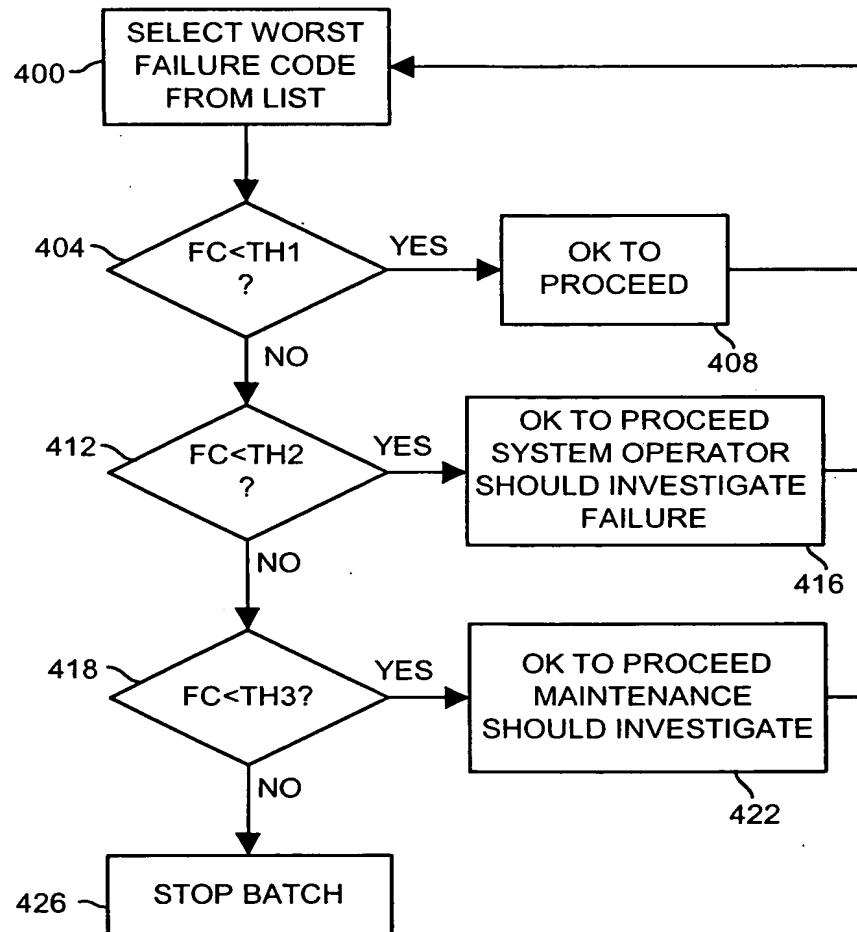 SELECT WORST
FAILURE CODE
FROM LIST
400
404
FC<TH1
?
YES
OK TO
PROCEED
408
NO
412
FC<TH2
?
YES
OK TO PROCEED
SYSTEM OPERATOR
SHOULD INVESTIGATE
FAILURE
416
NO
418
FC<TH3?
YES
OK TO PROCEED
MAINTENANCE
SHOULD INVESTIGATE
422
NO
STOP BATCH
426